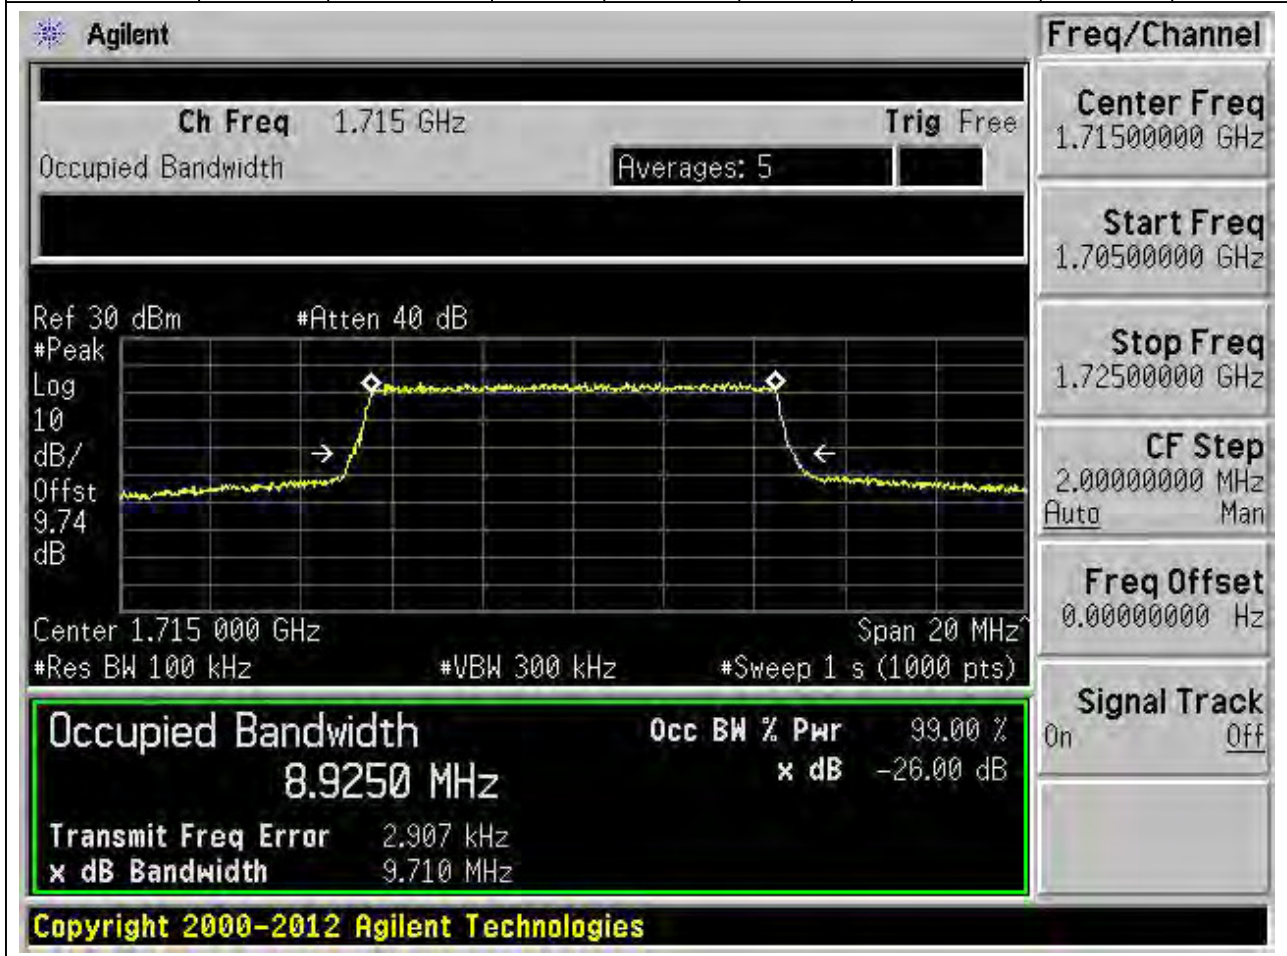 Agilent
Freq/Channel
Ch Freq 1.715 GHz
Trig Free
Occupied Bandwidth
Averages: 5
Center Freq
1.71500000 GHz
Start Freq
1.70500000 GHz
Stop Freq
1.72500000 GHz
CF Step
2.00000000 MHz
Auto Man
Freq Offset
0.00000000 Hz
Signal Track
On Off
Ref 30 dBm #Atten 40 dB
#Peak
Log
10
dB/
Offst
9.74
dB
Center 1.715 000 GHz Span 20 MHz^
#Res BW 100 kHz #VBW 300 kHz #Sweep 1 s (1000 pts)
Occupied Bandwidth
8.9250 MHz
Occ BW % Pwr 99.00 %
x dB -26.00 dB
Transmit Freq Error 2.907 kHz
x dB Bandwidth 9.710 MHz
Copyright 2000-2012 Agilent Technologies